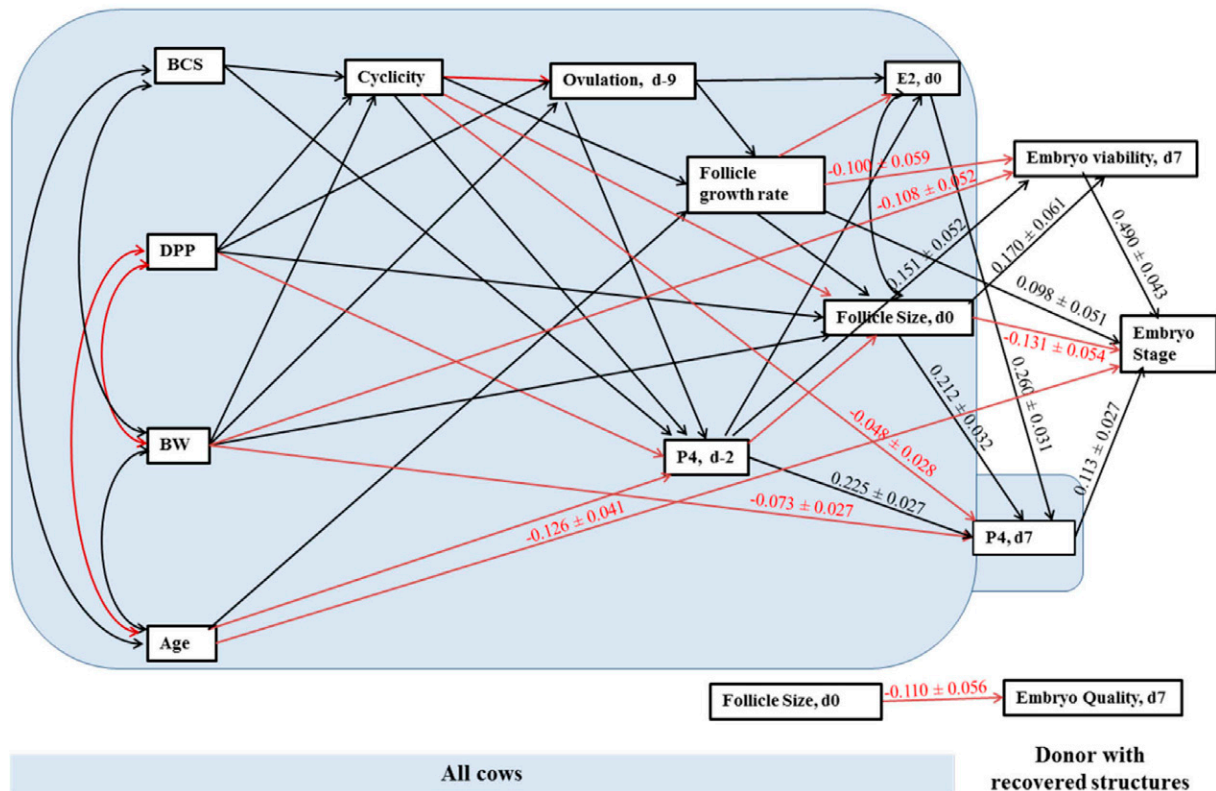 BCS
Cyclicity
Ovulation, d-9
E2, d0
Follicle
growth rate
-0.100 ± 0.059
Embryo viability, d7
-0.108 ± 0.052
DPP
0.151 ± 0.052
0.170 ± 0.061
0.490 ± 0.043
0.098 ± 0.051
Follicle Size, d0
-0.131 ± 0.054
Embryo
Stage
0.212 ± 0.032
0.260 ± 0.031
BW
P4, d-2
-0.048 ± 0.028
0.113 ± 0.027
0.225 ± 0.027
-0.073 ± 0.027
-0.126 ± 0.041
P4, d7
Age
Follicle Size, d0
-0.110 ± 0.056
Embryo Quality, d7
All cows
Donor with
recovered structures